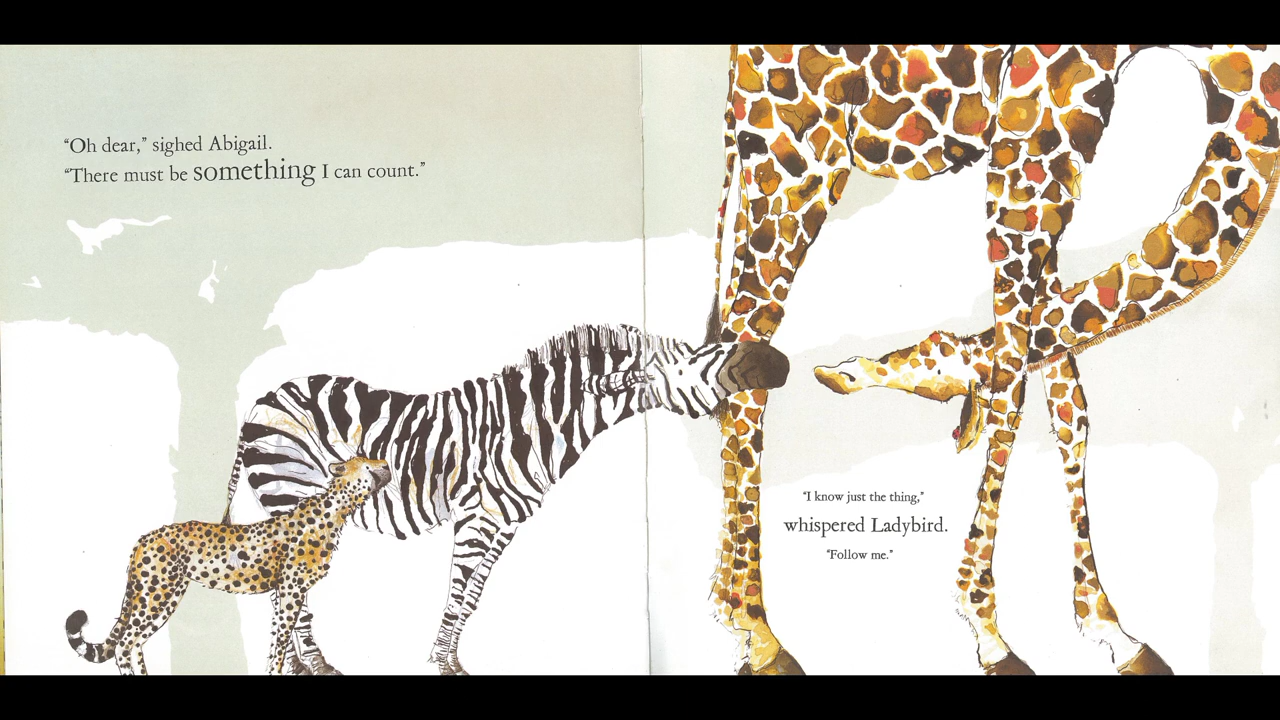 “Oh dear,” sighed Abigail.
“There must be something I can count.”
“I know just the thing,”
whispered Ladybird.
“Follow me.”